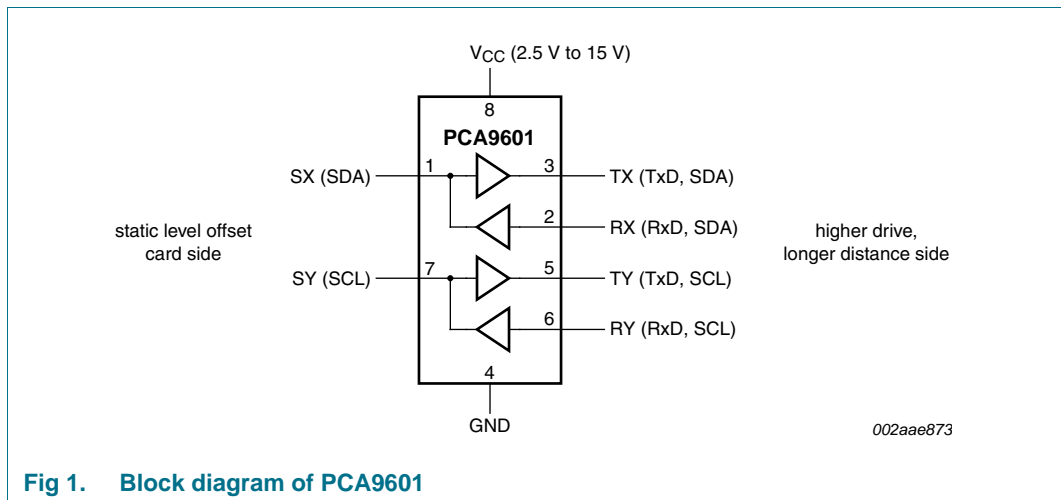 VCC (2.5 V to 15 V)
8
PCA9601
SX (SDA)
1
3
TX (TxD, SDA)
2
RX (RxD, SDA)
static level offset
card side
higher drive,
longer distance side
SY (SCL)
7
5
TY (TxD, SCL)
6
RY (RxD, SCL)
4
GND
002aae873
Fig 1. Block diagram of PCA9601